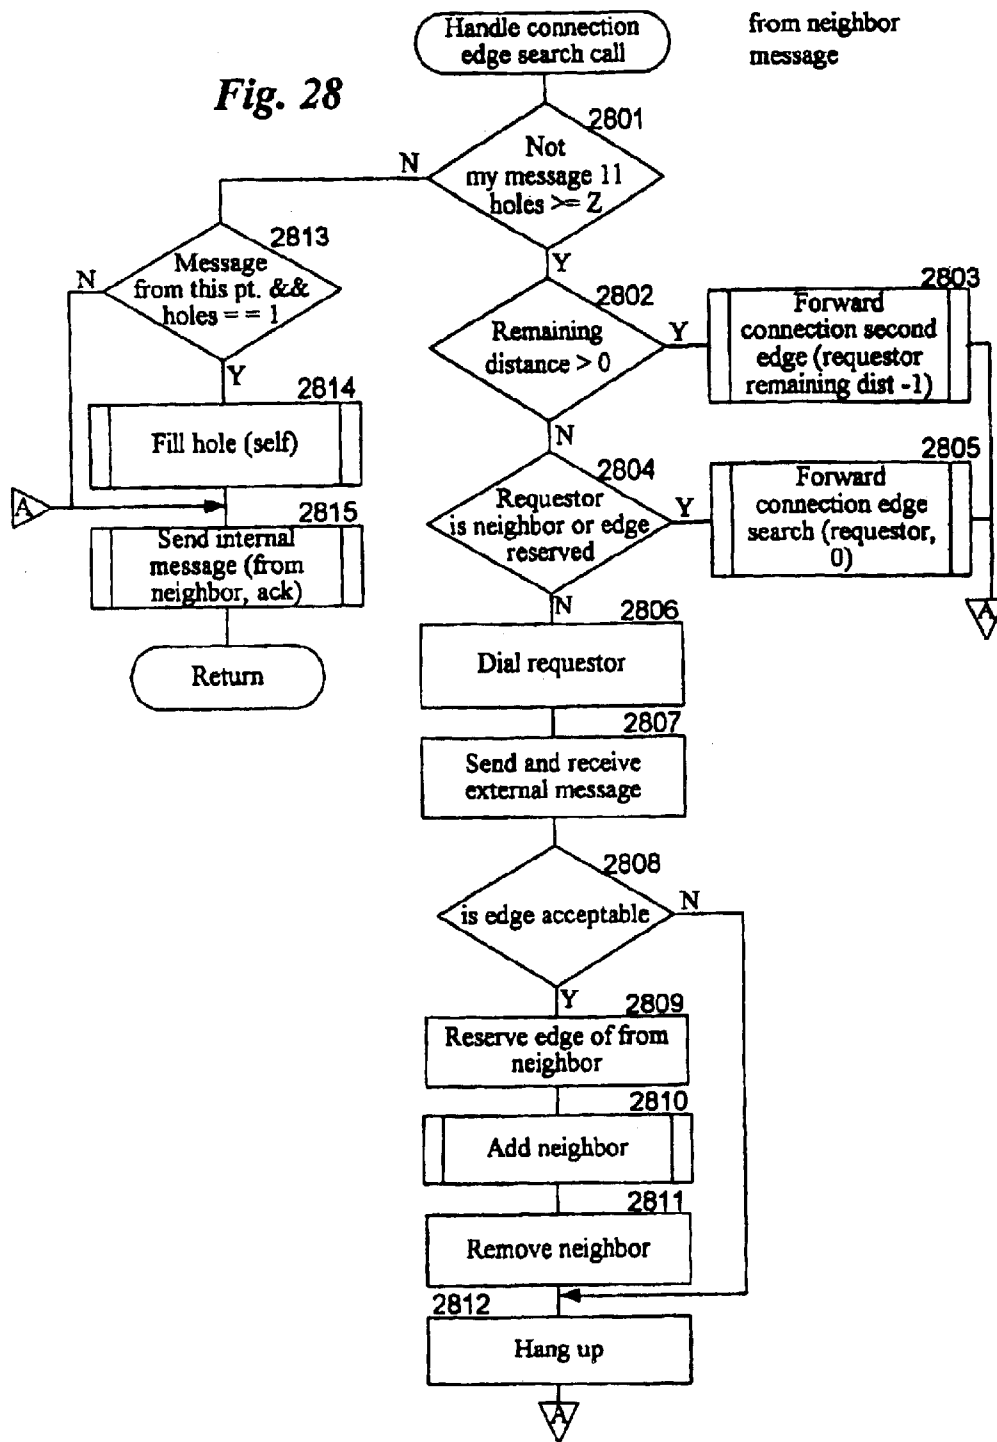 Handle connection
edge search call
from neighbor
message
Fig. 28
2801
Not
my message 11
holes >= Z
N
Y
2813
Message
from this pt. &&
holes = = 1
N
Y
2814
Fill hole (self)
A
2815
Send internal
message (from
neighbor, ack)
Return
2802
Remaining
distance > 0
Y
N
2803
Forward
connection second
edge (requestor
remaining dist -1)
2804
Requestor
is neighbor or edge
reserved
Y
N
2805
Forward
connection edge
search (requestor,
0)
A
2806
Dial requestor
2807
Send and receive
external message
2808
is edge acceptable
N
Y
2809
Reserve edge of from
neighbor
2810
Add neighbor
2811
Remove neighbor
2812
Hang up
A